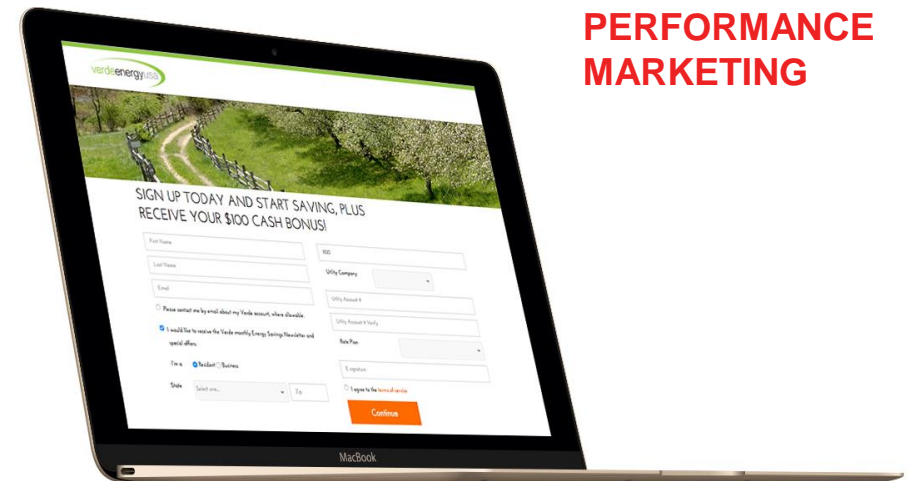 PERFORMANCE
MARKETING
verdeenergyusa
SIGN UP TODAY AND START SAVING, PLUS
RECEIVE YOUR $100 CASH BONUS!
First Name
Last Name
Email
Please contact me by email about my Verde account, where allowable.
I would like to receive the Verde monthly Energy Savings Newsletter and
special offers.
I'm a Resident Business
State Select one... Zip
100
Utility Company
Utility Account #
Utility Account # Verify
Rate Plan
E-signature
I agree to the terms of service
Continue
MacBook